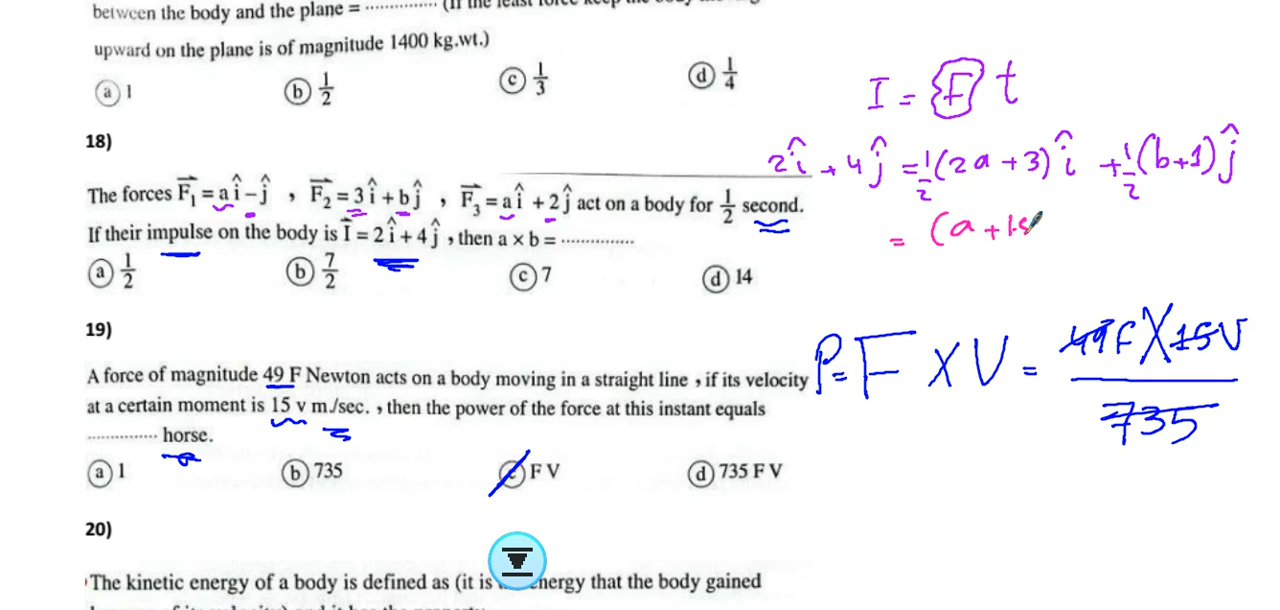 between the body and the plane = ............... (If the least force keep the body
upward on the plane is of magnitude 1400 kg.wt.)
ⓐ 1 ⓑ 1/2 ⓒ 1/3 ⓓ 1/4
I = F t
18)
2î + 4ĵ = 1/2 (2a + 3) î + 1/2 (b+1) ĵ
The forces F₁ = a î − ĵ , F₂ = 3 î + b ĵ , F₃ = a î + 2 ĵ act on a body for 1/2 second.
If their impulse on the body is I = 2 î + 4 ĵ , then a × b = ...............
= (a + 1.5
ⓐ 1/2 ⓑ 7/2 ⓒ 7 ⓓ 14
19)
A force of magnitude 49 F Newton acts on a body moving in a straight line , if its velocity
at a certain moment is 15 v m./sec. , then the power of the force at this instant equals
............... horse.
P = F X V = 49F X 15V / 735
ⓐ 1 ⓑ 735 ⓒ F V ⓓ 735 F V
20)
The kinetic energy of a body is defined as (it is energy that the body gained